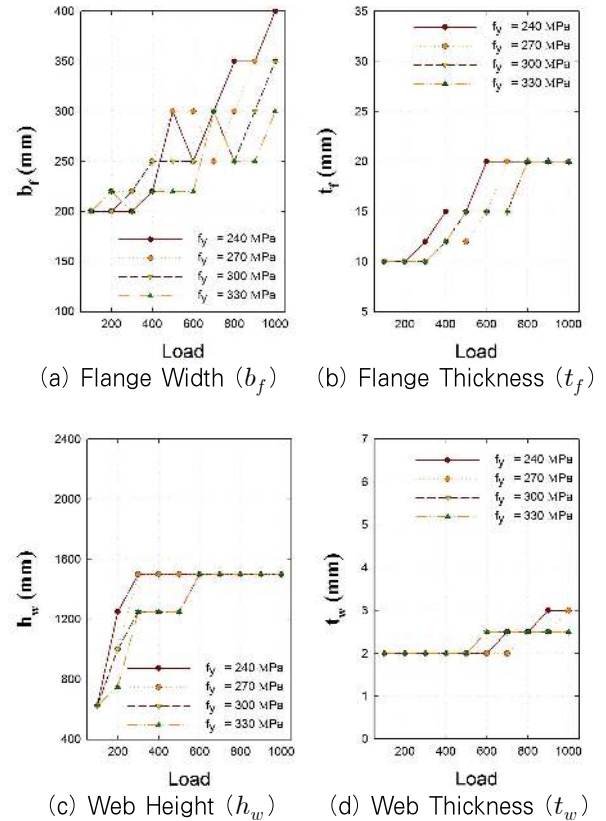 400
350
300
250
200
150
100
b_f (mm)
f_y = 240 MPa
f_y = 270 MPa
f_y = 300 MPa
f_y = 330 MPa
200 400 600 800 1000
Load
(a) Flange Width (b_f)
35
30
25
20
15
10
5
t_f (mm)
f_y = 240 MPa
f_y = 270 MPa
f_y = 300 MPa
f_y = 330 MPa
200 400 600 800 1000
Load
(b) Flange Thickness (t_f)
2400
2000
1600
1200
800
400
h_w (mm)
f_y = 240 MPa
f_y = 270 MPa
f_y = 300 MPa
f_y = 330 MPa
200 400 600 800 1000
Load
(c) Web Height (h_w)
7
6
5
4
3
2
1
0
t_w (mm)
f_y = 240 MPa
f_y = 270 MPa
f_y = 300 MPa
f_y = 330 MPa
200 400 600 800 1000
Load
(d) Web Thickness (t_w)